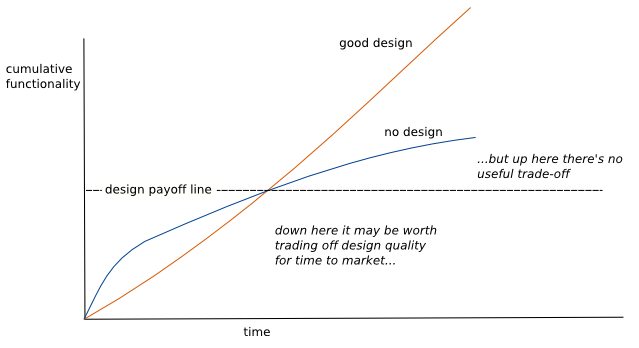 good design
cumulative
functionality
no design
...but up here there's no
useful trade-off
design payoff line
down here it may be worth
trading off design quality
for time to market...
time